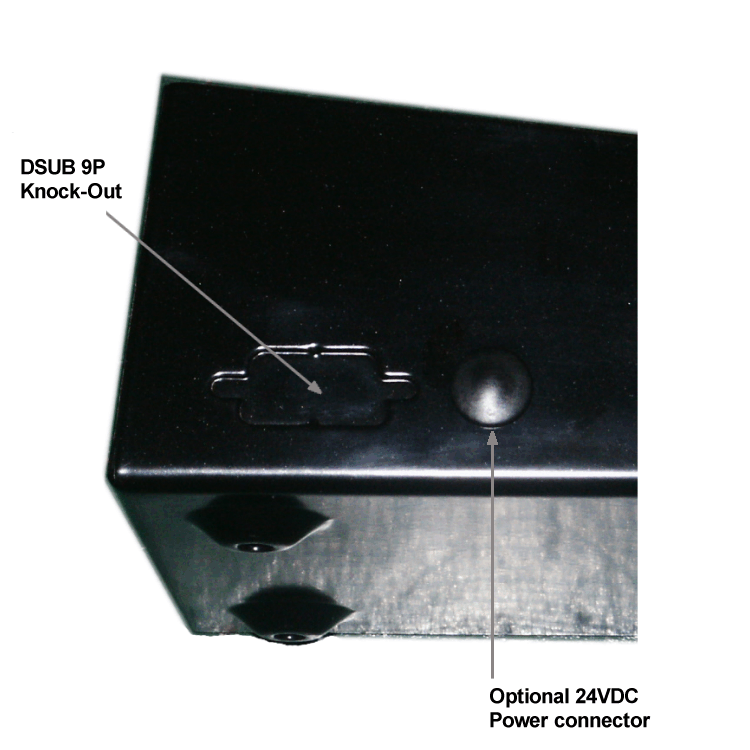 DSUB 9P
Knock-Out
Optional 24VDC
Power connector